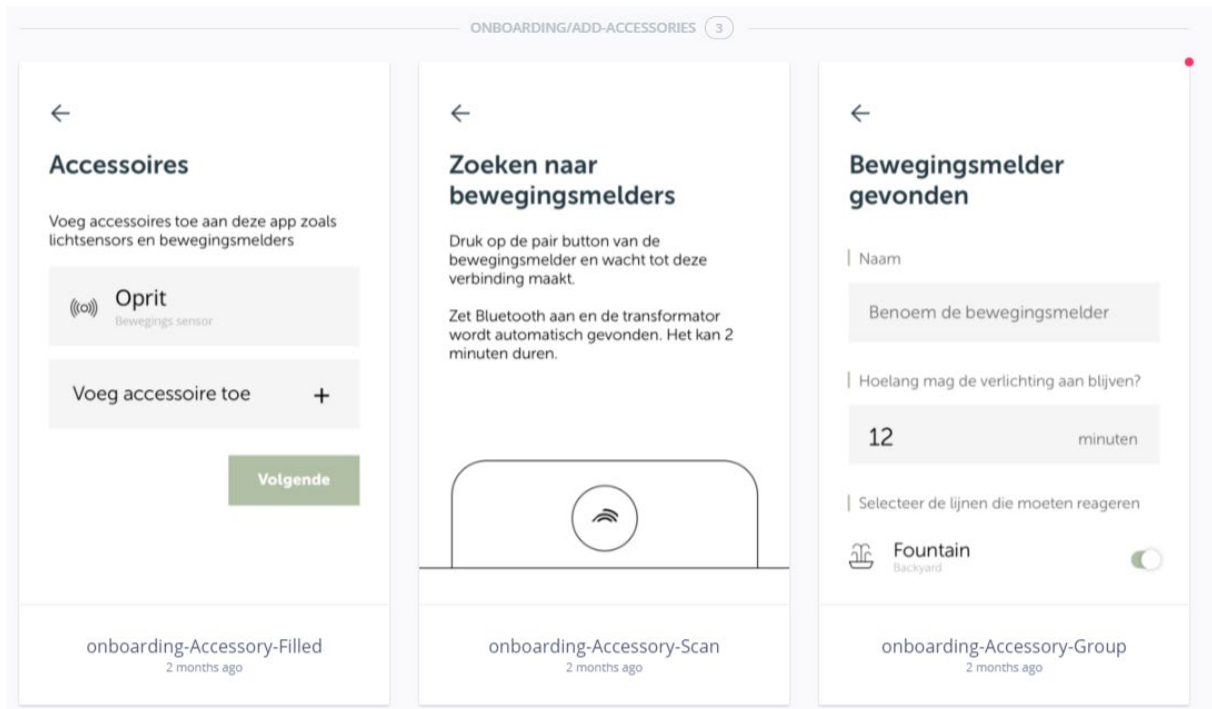 ONBOARDING/ADD-ACCESSORIES 3
Accessoires
Voeg accessoires toe aan deze app zoals
lichtsensors en bewegingsmelders
Oprit
Bewegings sensor
Voeg accessoire toe +
Volgende
onboarding-Accessory-Filled
2 months ago
Zoeken naar
bewegingsmelders
Druk op de pair button van de
bewegingsmelder en wacht tot deze
verbinding maakt.
Zet Bluetooth aan en de transformator
wordt automatisch gevonden. Het kan 2
minuten duren.
onboarding-Accessory-Scan
2 months ago
Bewegingsmelder
gevonden
Naam
Benoem de bewegingsmelder
Hoelang mag de verlichting aan blijven?
12 minuten
Selecteer de lijnen die moeten reageren
Fountain
Backyard
onboarding-Accessory-Group
2 months ago